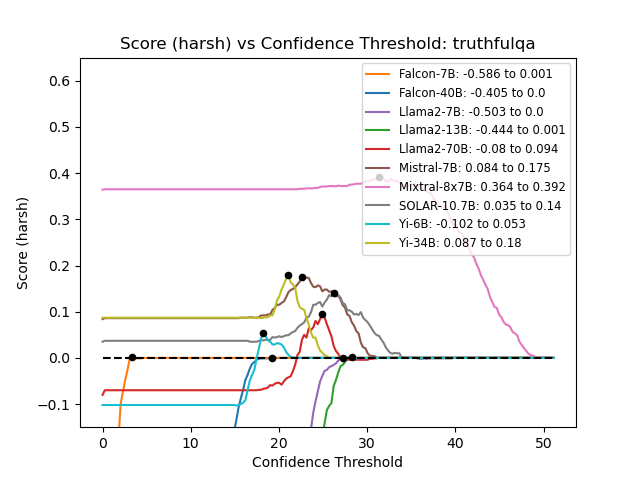 Score (harsh) vs Confidence Threshold: truthfulqa
Falcon-7B: -0.586 to 0.001
Falcon-40B: -0.405 to 0.0
Llama2-7B: -0.503 to 0.0
Llama2-13B: -0.444 to 0.001
Llama2-70B: -0.08 to 0.094
Mistral-7B: 0.084 to 0.175
Mixtral-8x7B: 0.364 to 0.392
SOLAR-10.7B: 0.035 to 0.14
Yi-6B: -0.102 to 0.053
Yi-34B: 0.087 to 0.18
Score (harsh)
0.6
0.5
0.4
0.3
0.2
0.1
0.0
−0.1
0 10 20 30 40 50
Confidence Threshold